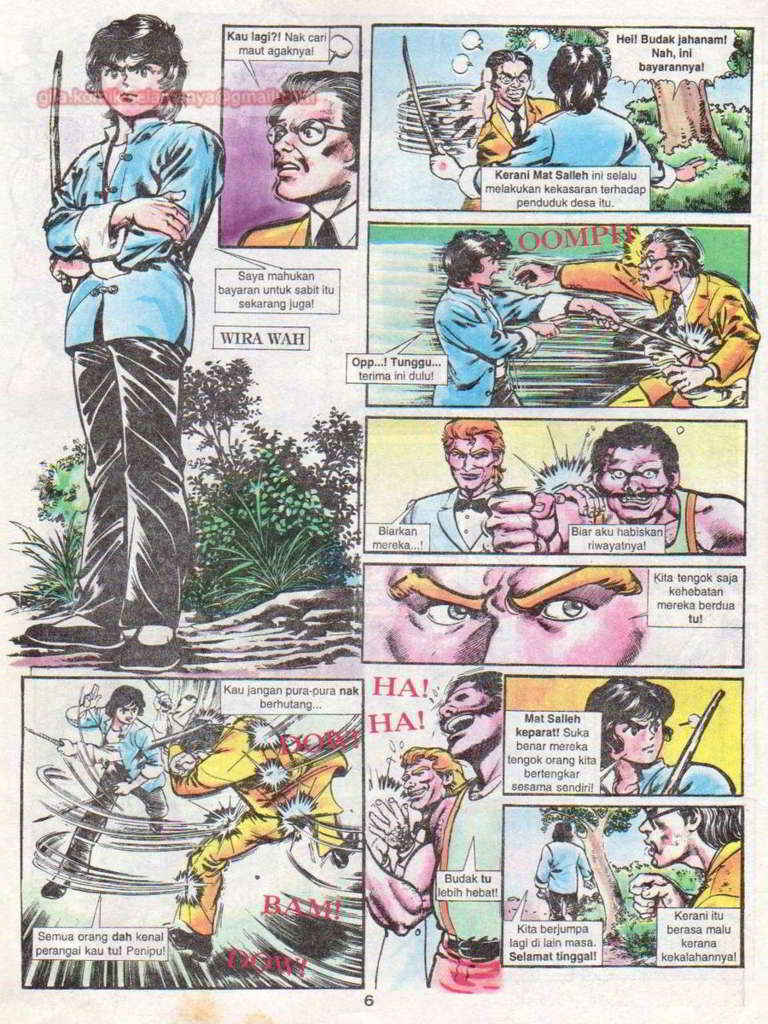 Kau lagi?! Nak cari
maut agaknya!
Saya mahukan
bayaran untuk sabit itu
sekarang juga!
WIRA WAH
Hei! Budak jahanam!
Nah, ini
bayarannya!
Kerani Mat Salleh ini selalu
melakukan kekasaran terhadap
penduduk desa itu.
OOMPH
Opp...! Tunggu...
terima ini dulu!
Biarkan
mereka...!
Biar aku habiskan
riwayatnya!
Kita tengok saja
kehebatan
mereka berdua
tu!
Kau jangan pura-pura nak
berhutang...
DOW!
BAM!
DOW!
Semua orang dah kenal
perangai kau tu! Penipu!
HA!
HA!
Budak tu
lebih hebat!
Mat Salleh
keparat! Suka
benar mereka
tengok orang kita
bertengkar
sesama sendiri!
Kita berjumpa
lagi di lain masa.
Selamat tinggal!
Kerani itu
berasa malu
kerana
kekalahannya!
6